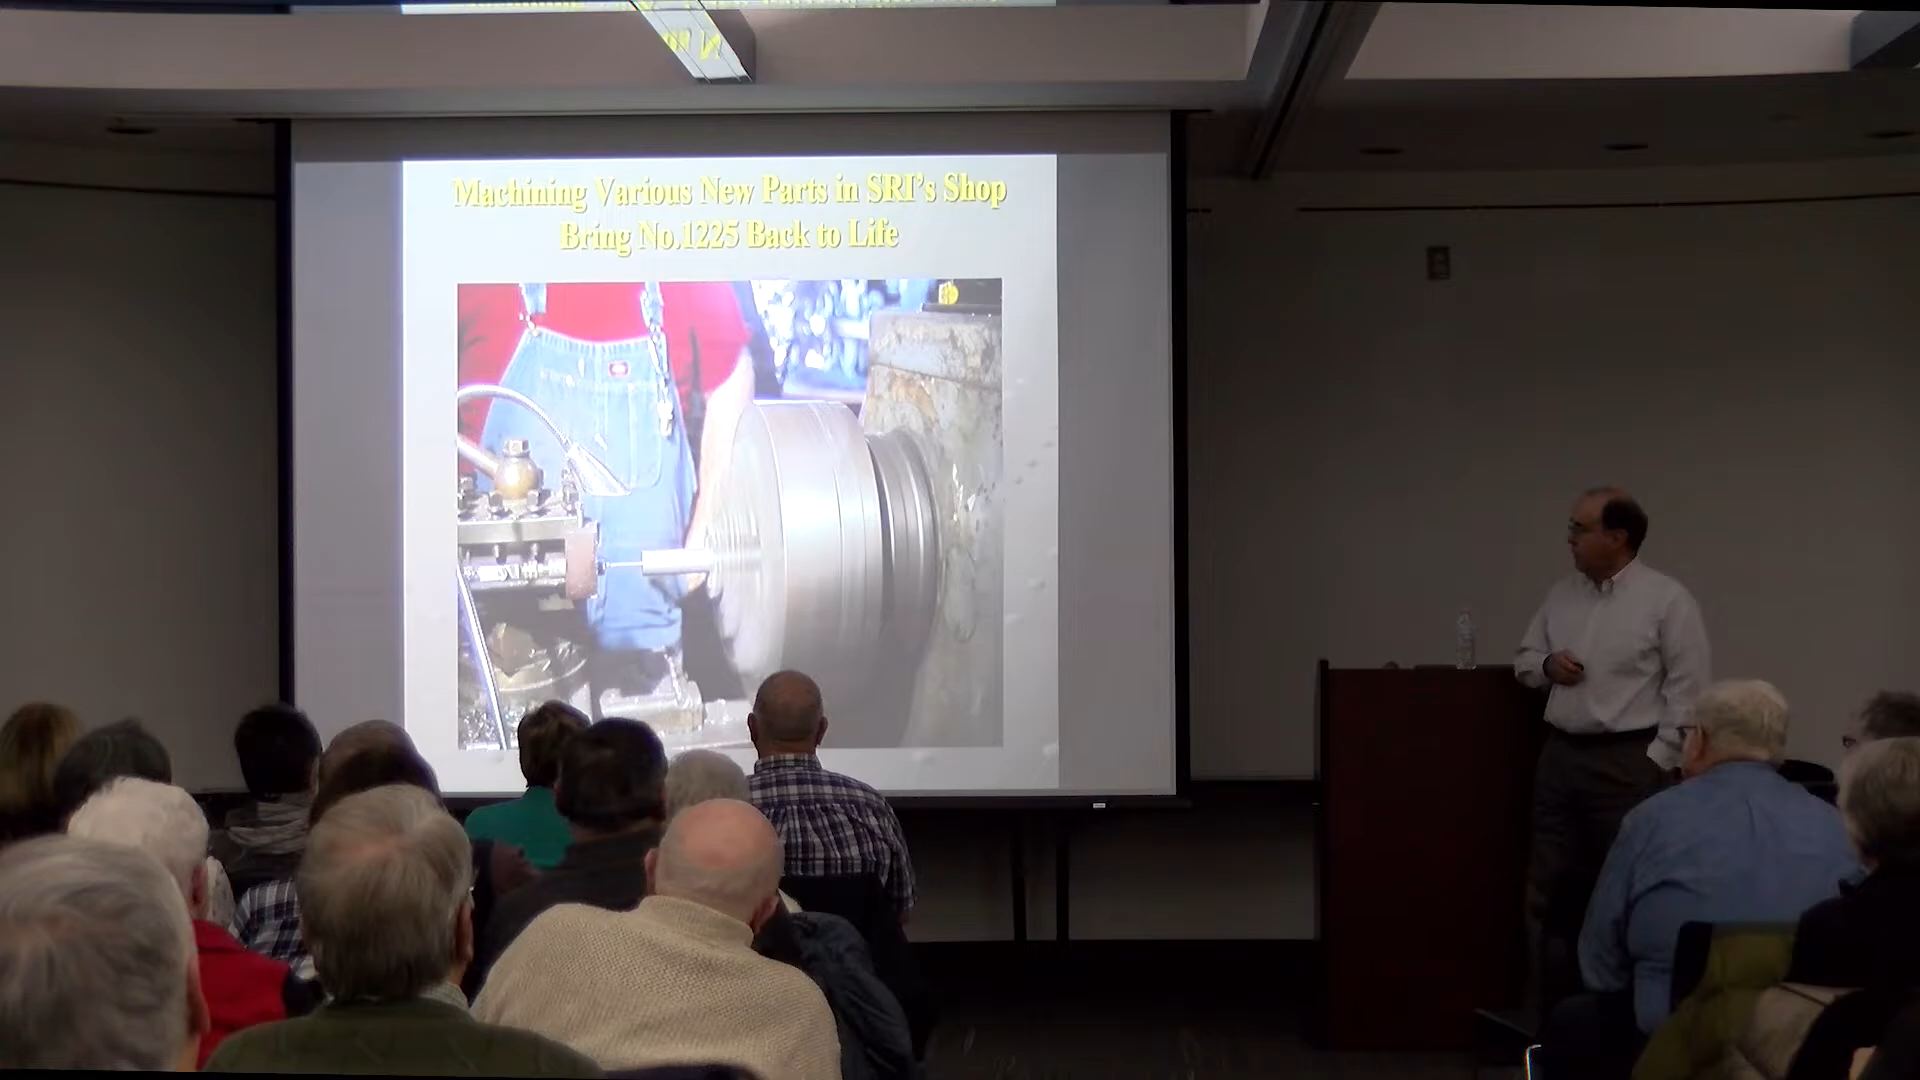 Machining Various New Parts in SRI's Shop
Bring No.1225 Back to Life